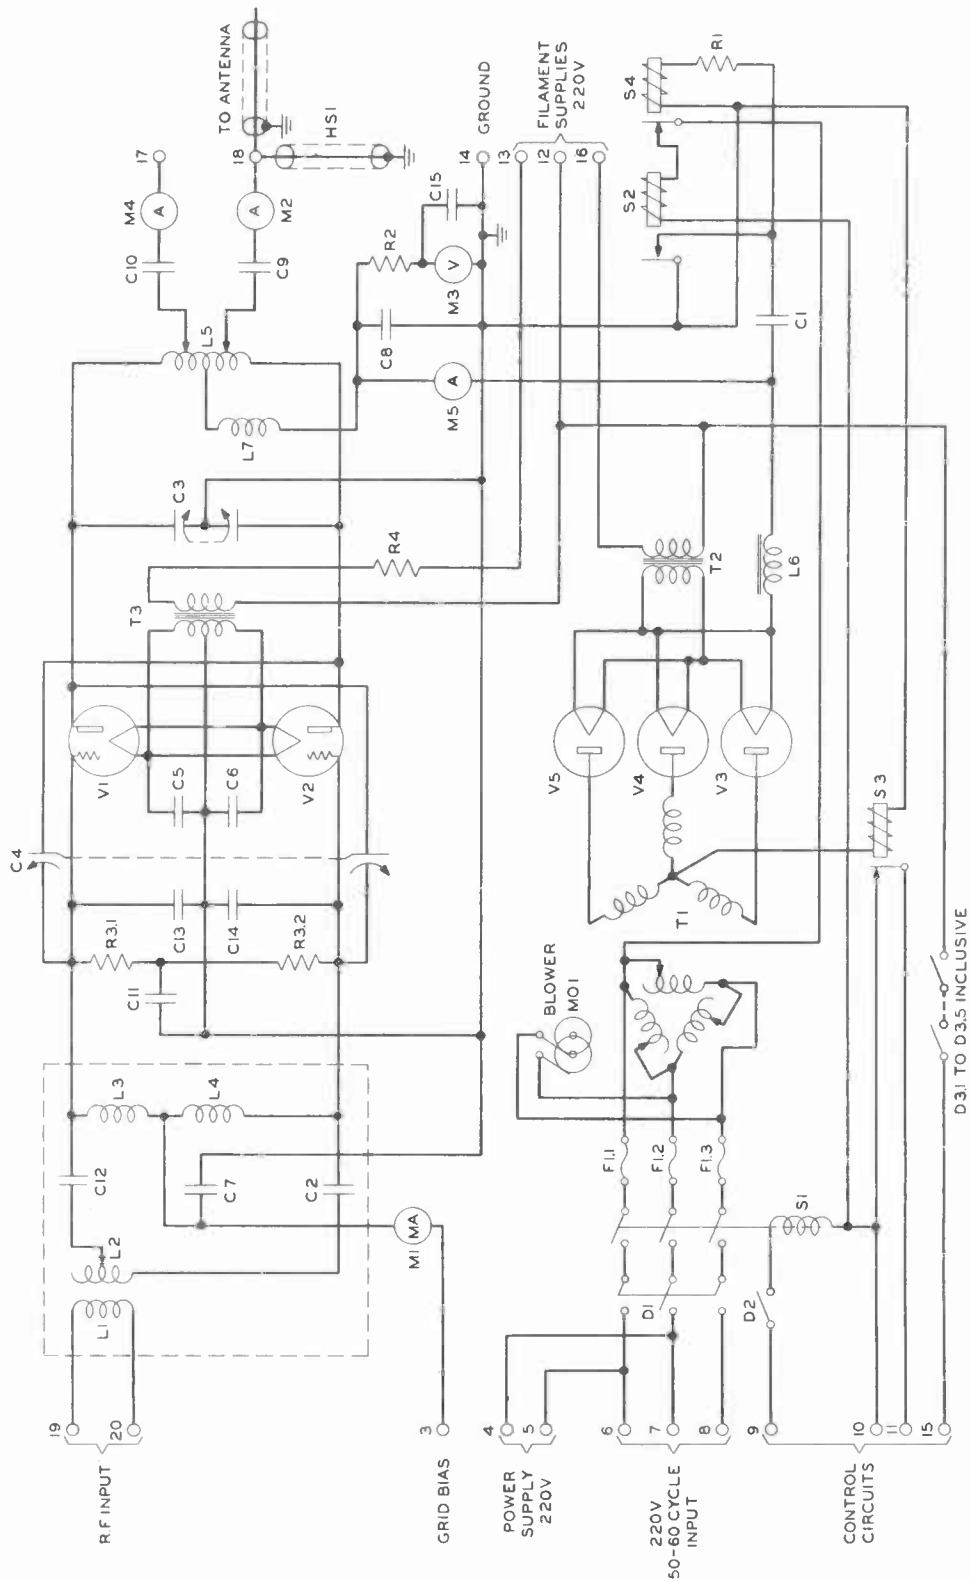 R.F INPUT
19
20
L1
L2
C12
L3
L4
C7
C2
M1
MA
GRID BIAS
3
C4
R3.1
R3.2
C11
C13
C14
C5
C6
V1
V2
T3
R4
C3
L5
L7
C10
C9
M4
A
M2
A
17
18
TO ANTENNA
HS1
M5
A
C8
R2
M3
V
C15
14
GROUND
13
12
16
FILAMENT
SUPPLIES
220V
POWER
SUPPLY
220V
4
5
220V
50-60 CYCLE
INPUT
6
7
8
D1
F1.1
F1.2
F1.3
BLOWER
MO1
T1
V5
V4
V3
T2
L6
C1
S2
S4
R1
S3
CONTROL
CIRCUITS
9
10
11
15
D2
S1
D3.1 TO D3.5 INCLUSIVE